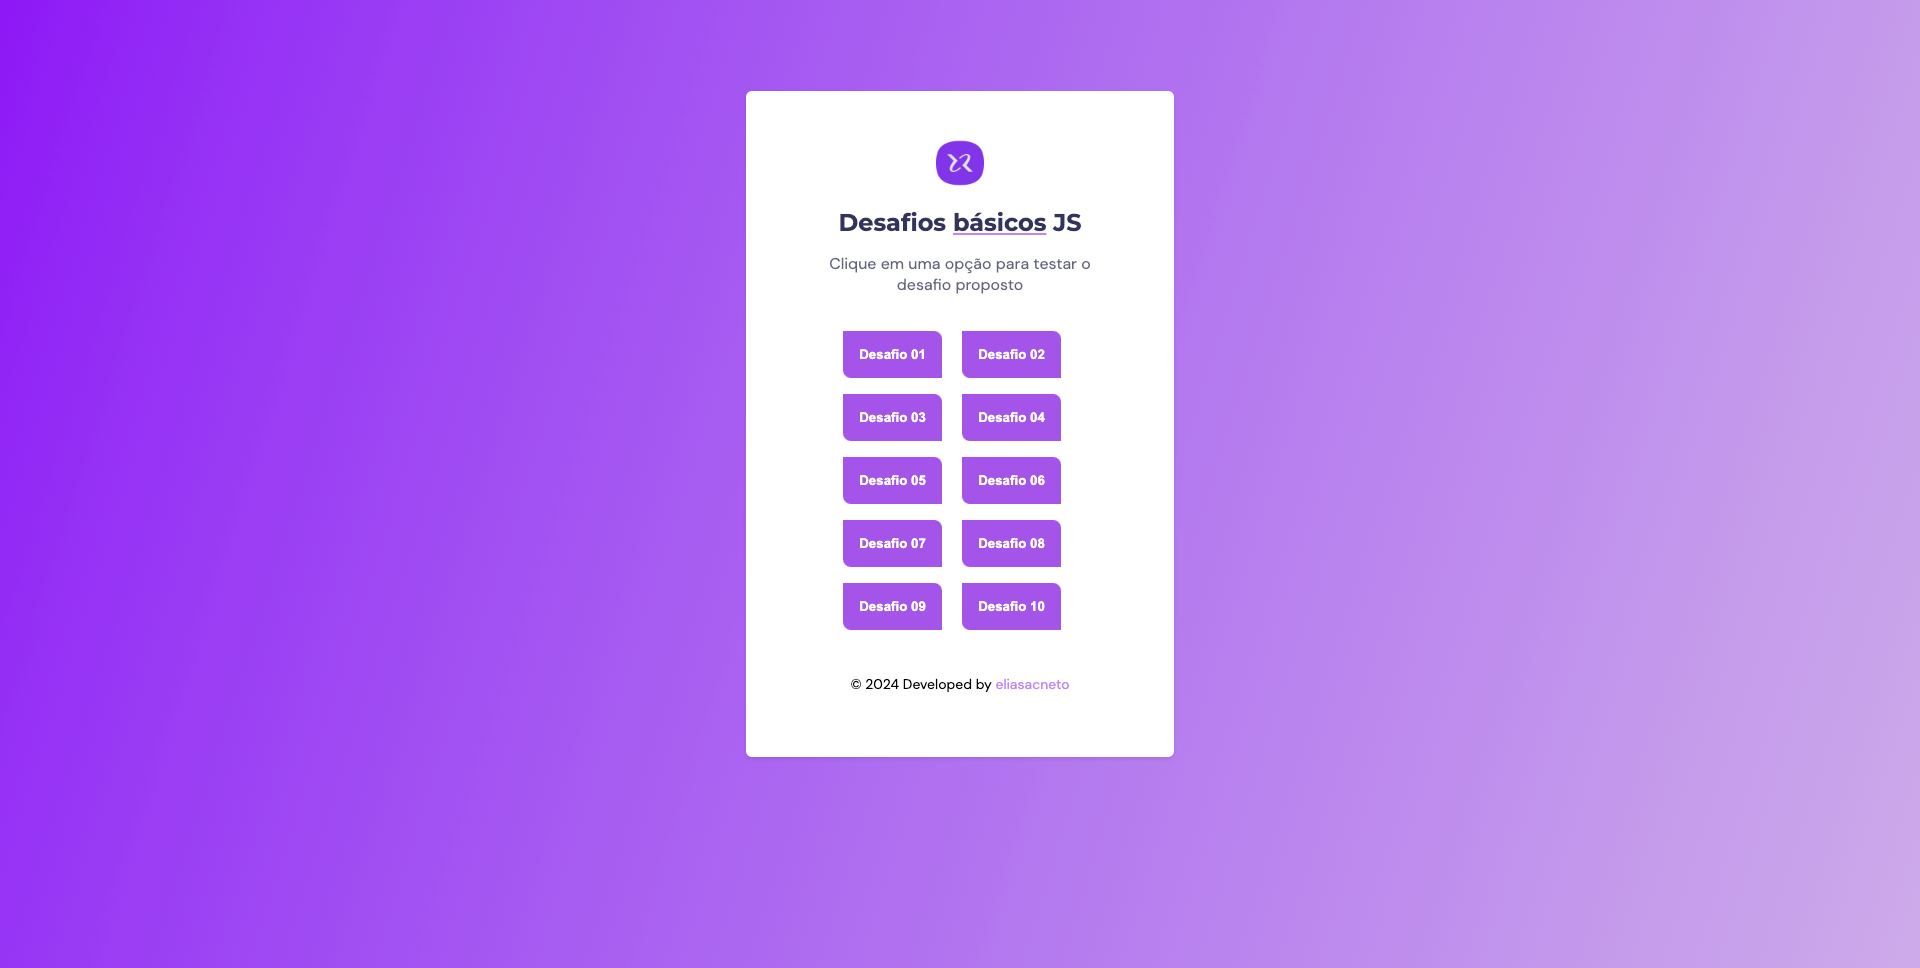 Desafios básicos JS
Clique em uma opção para testar o
desafio proposto
Desafio 01
Desafio 02
Desafio 03
Desafio 04
Desafio 05
Desafio 06
Desafio 07
Desafio 08
Desafio 09
Desafio 10
© 2024 Developed by eliasacneto